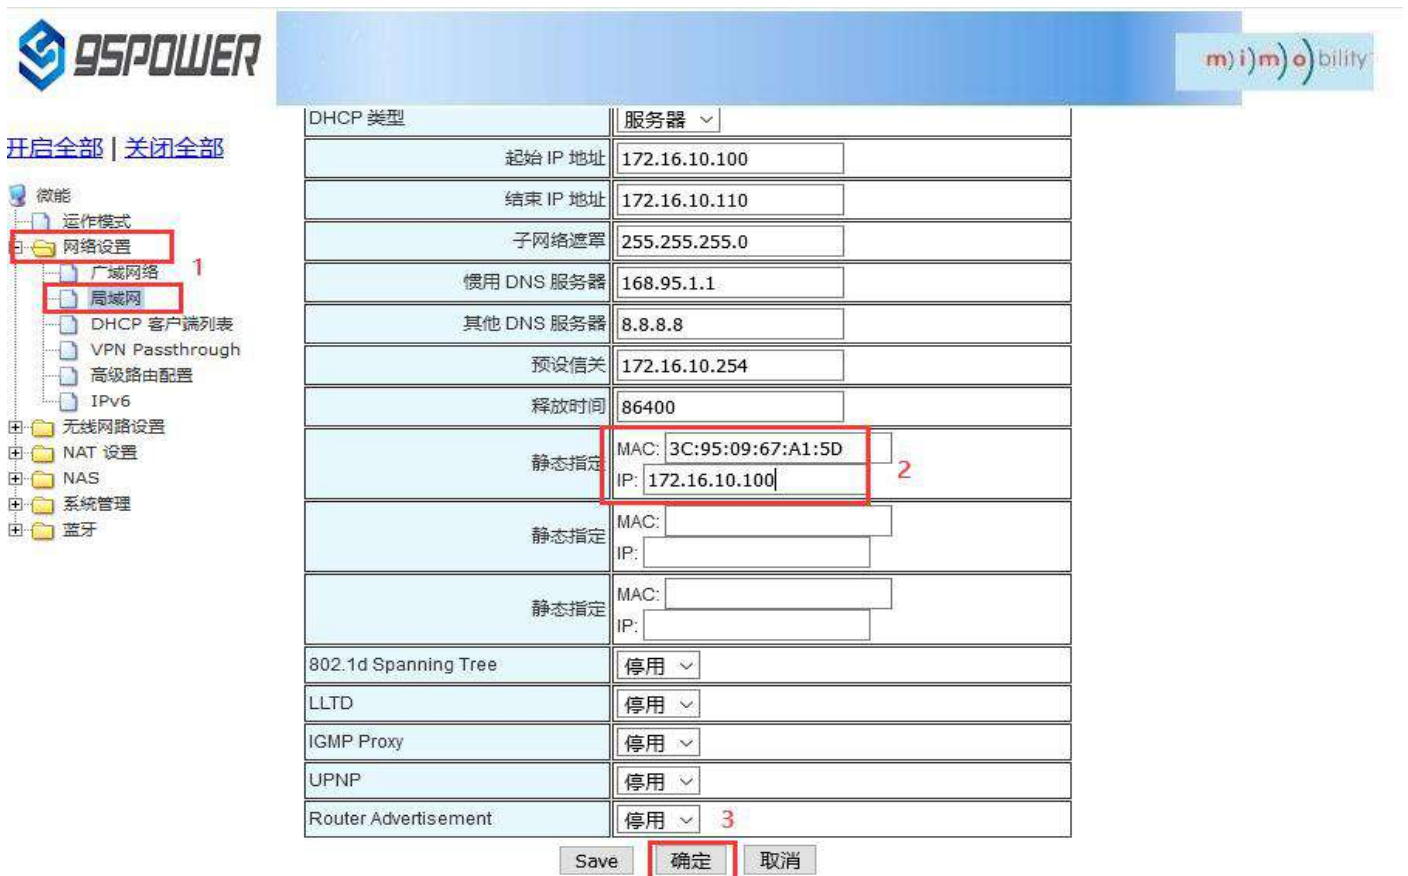 9SPOWER
m)i)m)o)bility
开启全部 | 关闭全部
微能
运作模式
网络设置
1
广域网络
局域网
DHCP 客户端列表
VPN Passthrough
高级路由配置
IPv6
无线网路设置
NAT 设置
NAS
系統管理
蓝牙
DHCP 类型 服务器
起始 IP 地址 172.16.10.100
结束 IP 地址 172.16.10.110
子网络遮罩 255.255.255.0
惯用 DNS 服务器 168.95.1.1
其他 DNS 服务器 8.8.8.8
预设信关 172.16.10.254
释放时间 86400
静态指定 MAC: 3C:95:09:67:A1:5D
IP: 172.16.10.100
2
静态指定 MAC:
IP:
静态指定 MAC:
IP:
802.1d Spanning Tree 停用
LLTD 停用
IGMP Proxy 停用
UPNP 停用
Router Advertisement 停用 3
Save 确定 取消